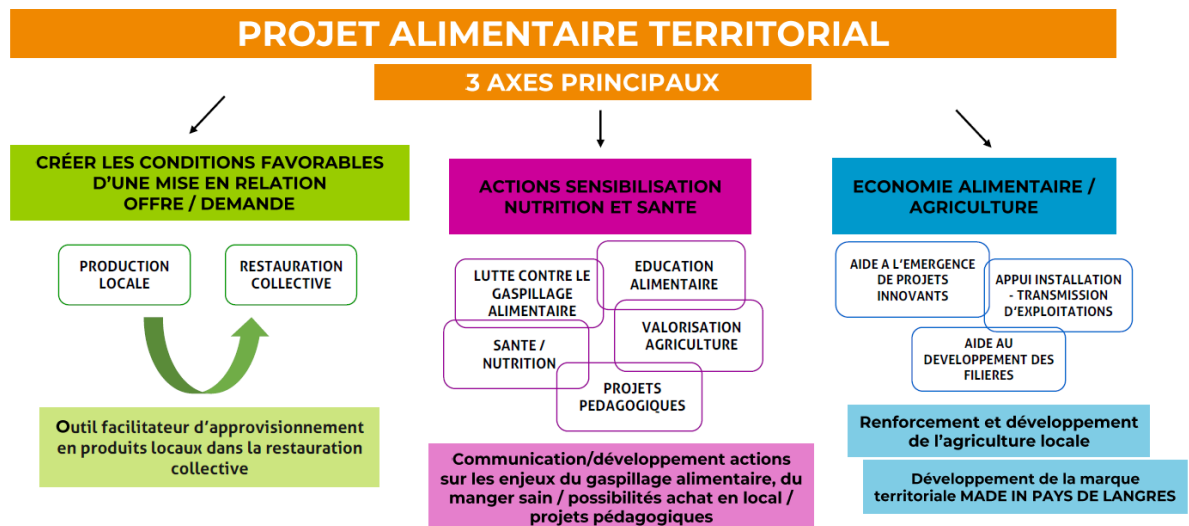 PROJET ALIMENTAIRE TERRITORIAL
3 AXES PRINCIPAUX
CRÉER LES CONDITIONS FAVORABLES
D'UNE MISE EN RELATION
OFFRE / DEMANDE
PRODUCTION
LOCALE
RESTAURATION
COLLECTIVE
Outil facilitateur d'approvisionnement
en produits locaux dans la restauration
collective
ACTIONS SENSIBILISATION
NUTRITION ET SANTE
LUTTE CONTRE LE
GASPILLAGE
ALIMENTAIRE
EDUCATION
ALIMENTAIRE
VALORISATION
AGRICULTURE
SANTE /
NUTRITION
PROJETS
PEDAGOGIQUES
Communication/développement actions
sur les enjeux du gaspillage alimentaire, du
manger sain / possibilités achat en local /
projets pédagogiques
ECONOMIE ALIMENTAIRE /
AGRICULTURE
AIDE A L'EMERGENCE
DE PROJETS
INNOVANTS
APPUI INSTALLATION
- TRANSMISSION
D'EXPLOITATIONS
AIDE AU
DEVELOPPEMENT DES
FILIERES
Renforcement et développement
de l'agriculture locale
Développement de la marque
territoriale MADE IN PAYS DE LANGRES